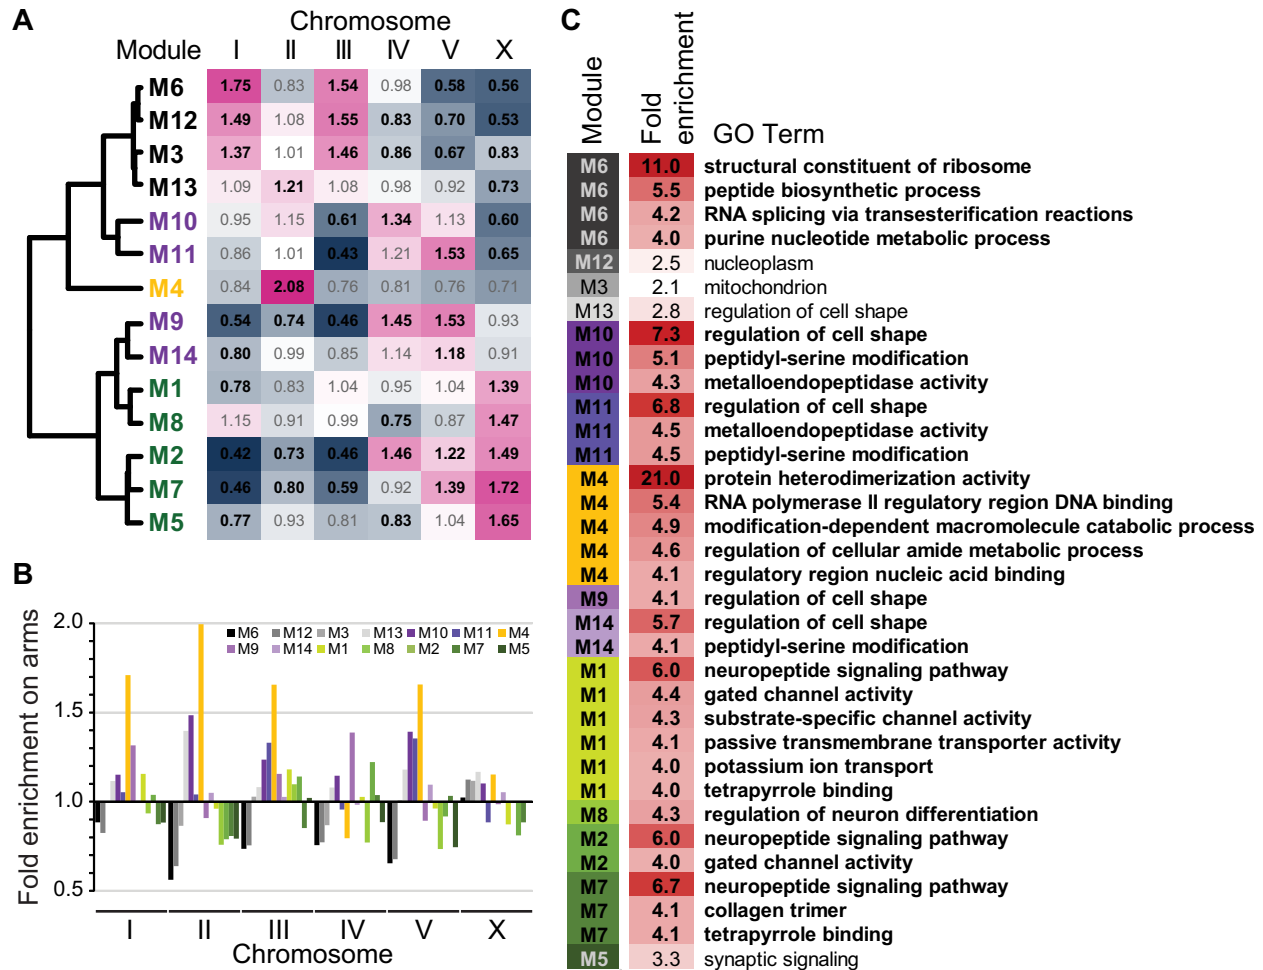 A
Chromosome
Module I II III IV V X
M6 1.75 0.83 1.54 0.98 0.58 0.56
M12 1.49 1.08 1.55 0.83 0.70 0.53
M3 1.37 1.01 1.46 0.86 0.67 0.83
M13 1.09 1.21 1.08 0.98 0.92 0.73
M10 0.95 1.15 0.61 1.34 1.13 0.60
M11 0.86 1.01 0.43 1.21 1.53 0.65
M4 0.84 2.08 0.76 0.81 0.76 0.71
M9 0.54 0.74 0.46 1.45 1.53 0.93
M14 0.80 0.99 0.85 1.14 1.18 0.91
M1 0.78 0.83 1.04 0.95 1.04 1.39
M8 1.15 0.91 0.99 0.75 0.87 1.47
M2 0.42 0.73 0.46 1.46 1.22 1.49
M7 0.46 0.80 0.59 0.92 1.39 1.72
M5 0.77 0.93 0.81 0.83 1.04 1.65
B
Fold enrichment on arms
2.0
1.5
1.0
0.5
M6 M12 M3 M13 M10 M11 M4
M9 M14 M1 M8 M2 M7 M5
I II III IV V X
Chromosome
C
Module Fold enrichment GO Term
M6 11.0 structural constituent of ribosome
M6 5.5 peptide biosynthetic process
M6 4.2 RNA splicing via transesterification reactions
M6 4.0 purine nucleotide metabolic process
M12 2.5 nucleoplasm
M3 2.1 mitochondrion
M13 2.8 regulation of cell shape
M10 7.3 regulation of cell shape
M10 5.1 peptidyl-serine modification
M10 4.3 metalloendopeptidase activity
M11 6.8 regulation of cell shape
M11 4.5 metalloendopeptidase activity
M11 4.5 peptidyl-serine modification
M4 21.0 protein heterodimerization activity
M4 5.4 RNA polymerase II regulatory region DNA binding
M4 4.9 modification-dependent macromolecule catabolic process
M4 4.6 regulation of cellular amide metabolic process
M4 4.1 regulatory region nucleic acid binding
M9 4.1 regulation of cell shape
M14 5.7 regulation of cell shape
M14 4.1 peptidyl-serine modification
M1 6.0 neuropeptide signaling pathway
M1 4.4 gated channel activity
M1 4.3 substrate-specific channel activity
M1 4.1 passive transmembrane transporter activity
M1 4.0 potassium ion transport
M1 4.0 tetrapyrrole binding
M8 4.3 regulation of neuron differentiation
M2 6.0 neuropeptide signaling pathway
M2 4.0 gated channel activity
M7 6.7 neuropeptide signaling pathway
M7 4.1 collagen trimer
M7 4.1 tetrapyrrole binding
M5 3.3 synaptic signaling